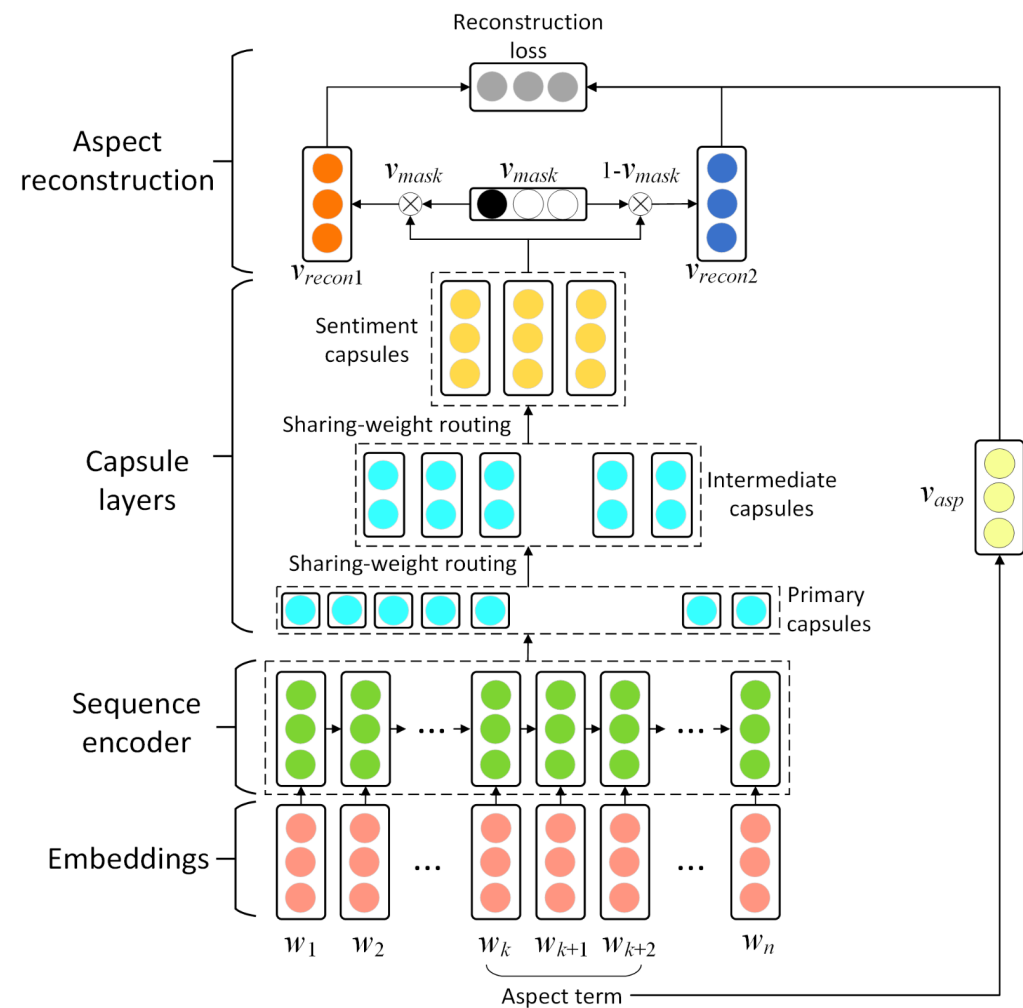 Reconstruction
loss
Aspect
reconstruction
v_mask
v_mask
1-v_mask
v_recon1
v_recon2
Sentiment
capsules
Sharing-weight routing
Capsule
layers
Intermediate
capsules
v_asp
Sharing-weight routing
Primary
capsules
Sequence
encoder
... ...
Embeddings
... ...
w_1 w_2 w_k w_k+1 w_k+2 w_n
Aspect term